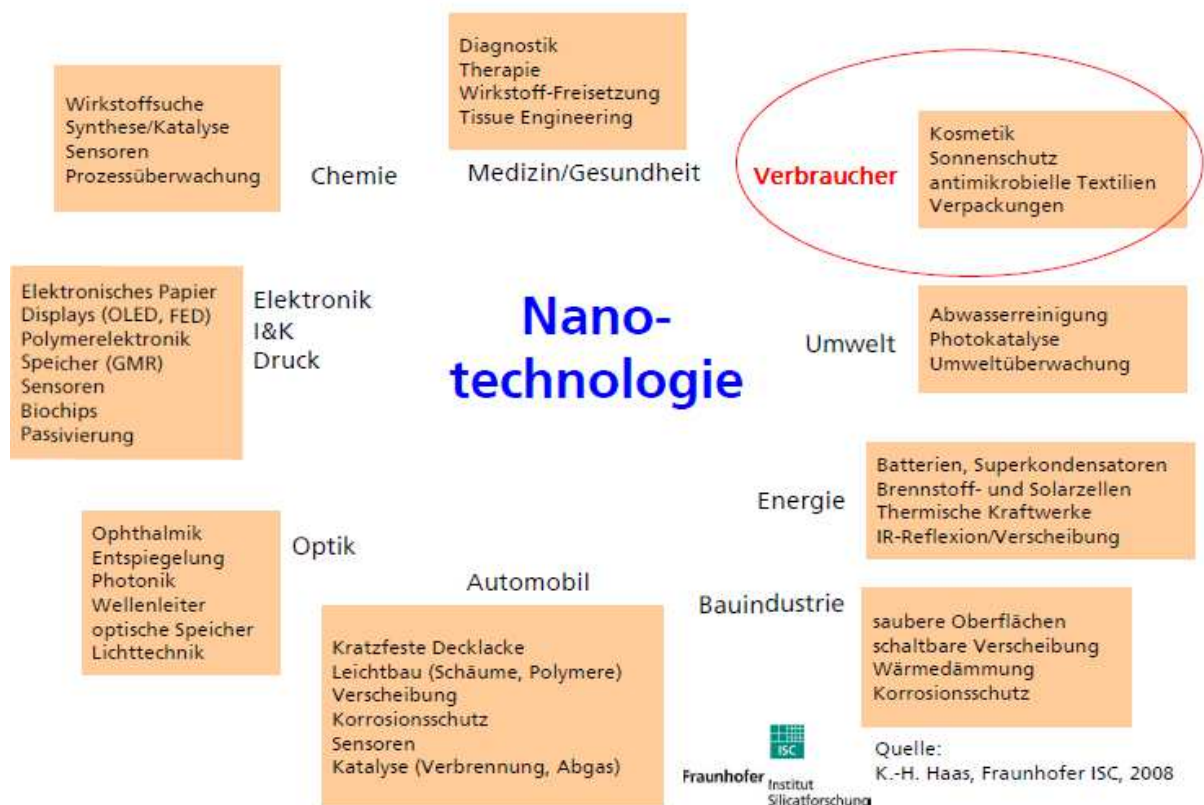 Diagnostik
Therapie
Wirkstoff-Freisetzung
Tissue Engineering
Medizin/Gesundheit
Wirkstoffsuche
Synthese/Katalyse
Sensoren
Prozessüberwachung
Chemie
Verbraucher
Kosmetik
Sonnenschutz
antimikrobielle Textilien
Verpackungen
Elektronisches Papier
Displays (OLED, FED)
Polymerelektronik
Speicher (GMR)
Sensoren
Biochips
Passivierung
Elektronik
I&K
Druck
Nano-
technologie
Umwelt
Abwasserreinigung
Photokatalyse
Umweltüberwachung
Energie
Batterien, Superkondensatoren
Brennstoff- und Solarzellen
Thermische Kraftwerke
IR-Reflexion/Verscheibung
Ophthalmik
Entspiegelung
Photonik
Wellenleiter
optische Speicher
Lichttechnik
Optik
Automobil
Kratzfeste Decklacke
Leichtbau (Schäume, Polymere)
Verscheibung
Korrosionsschutz
Sensoren
Katalyse (Verbrennung, Abgas)
Bauindustrie
saubere Oberflächen
schaltbare Verscheibung
Wärmedämmung
Korrosionsschutz
ISC
Fraunhofer Institut
Silicatforschung
Quelle:
K.-H. Haas, Fraunhofer ISC, 2008